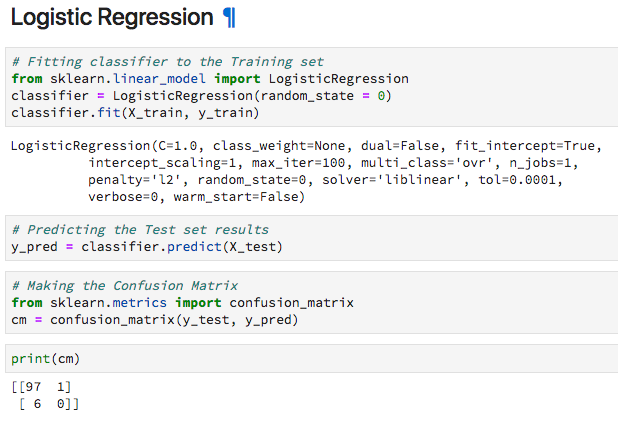 Logistic Regression ¶
# Fitting classifier to the Training set
from sklearn.linear_model import LogisticRegression
classifier = LogisticRegression(random_state = 0)
classifier.fit(X_train, y_train)
LogisticRegression(C=1.0, class_weight=None, dual=False, fit_intercept=True,
          intercept_scaling=1, max_iter=100, multi_class='ovr', n_jobs=1,
          penalty='l2', random_state=0, solver='liblinear', tol=0.0001,
          verbose=0, warm_start=False)
# Predicting the Test set results
y_pred = classifier.predict(X_test)
# Making the Confusion Matrix
from sklearn.metrics import confusion_matrix
cm = confusion_matrix(y_test, y_pred)
print(cm)
[[97  1]
 [ 6  0]]